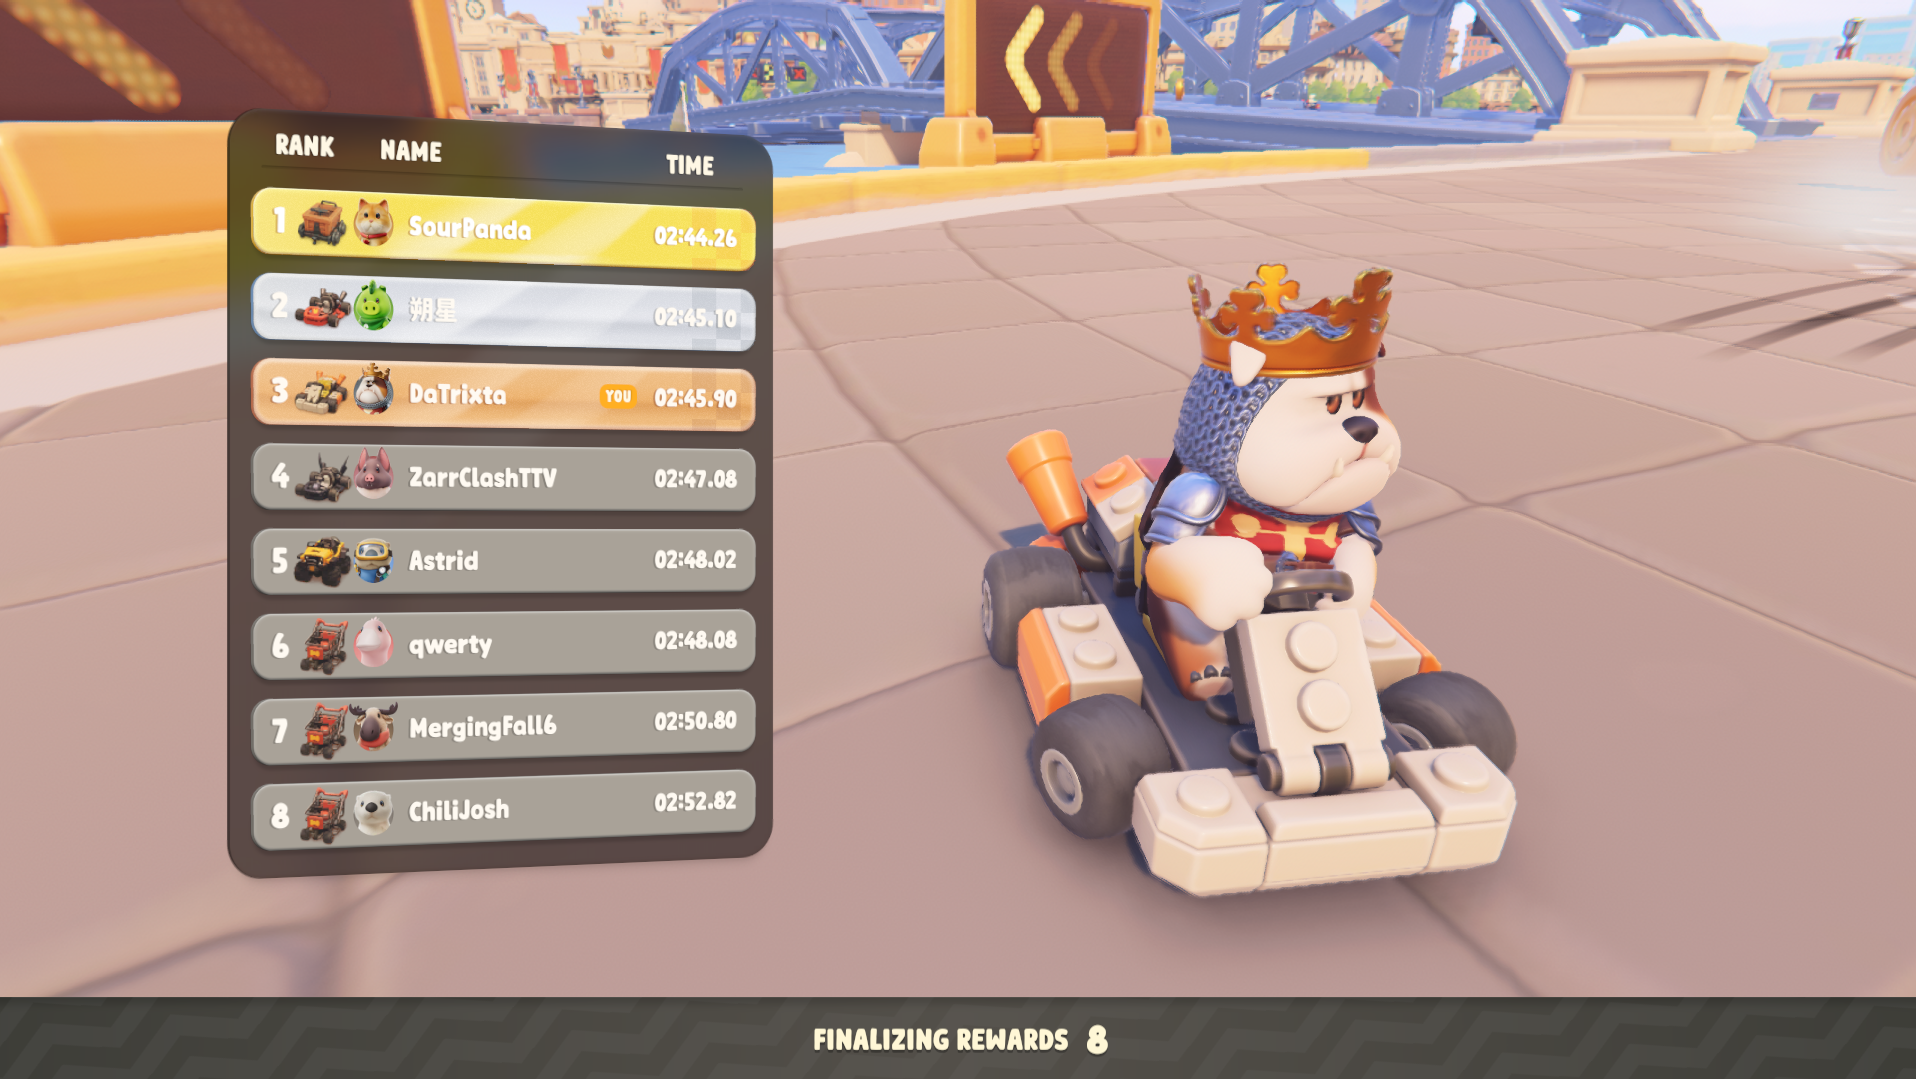 RANK NAME TIME
1 SourPanda 02:44.26
2 朔星 02:45.10
3 DaTrixta YOU 02:45.90
4 ZarrClashTTV 02:47.08
5 Astrid 02:48.02
6 qwerty 02:48.08
7 MergingFall6 02:50.80
8 ChiliJosh 02:52.82
FINALIZING REWARDS 8